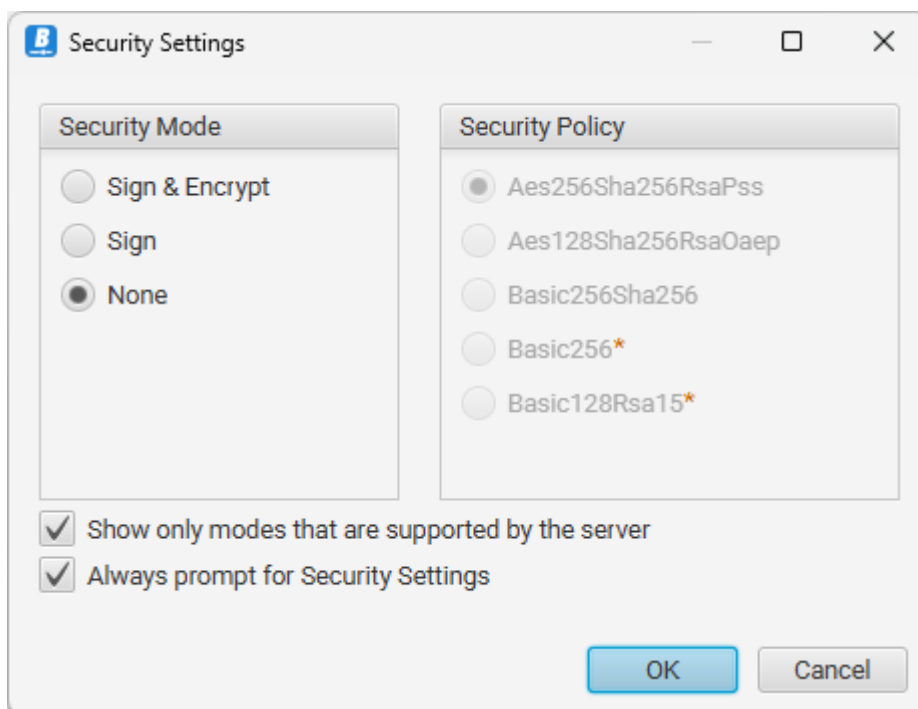 Security Settings
Security Mode
Sign & Encrypt
Sign
None
Security Policy
Aes256Sha256RsaPss
Aes128Sha256RsaOaep
Basic256Sha256
Basic256*
Basic128Rsa15*
Show only modes that are supported by the server
Always prompt for Security Settings
OK
Cancel